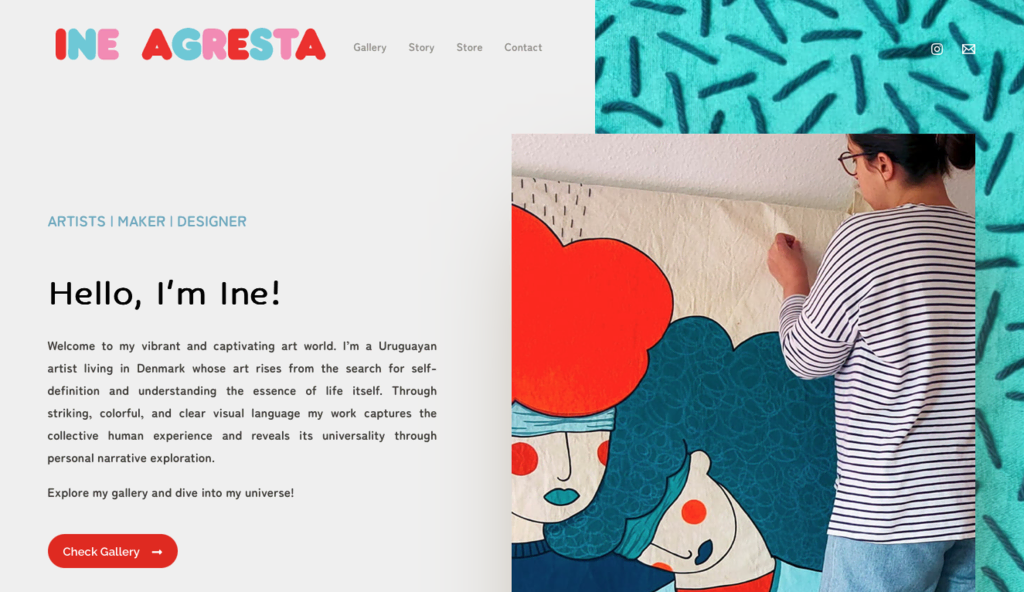 INE AGRESTA
Gallery Story Store Contact
ARTISTS | MAKER | DESIGNER
Hello, I'm Ine!
Welcome to my vibrant and captivating art world. I'm a Uruguayan
artist living in Denmark whose art rises from the search for self-
definition and understanding the essence of life itself. Through
striking, colorful, and clear visual language my work captures the
collective human experience and reveals its universality through
personal narrative exploration.
Explore my gallery and dive into my universe!
Check Gallery